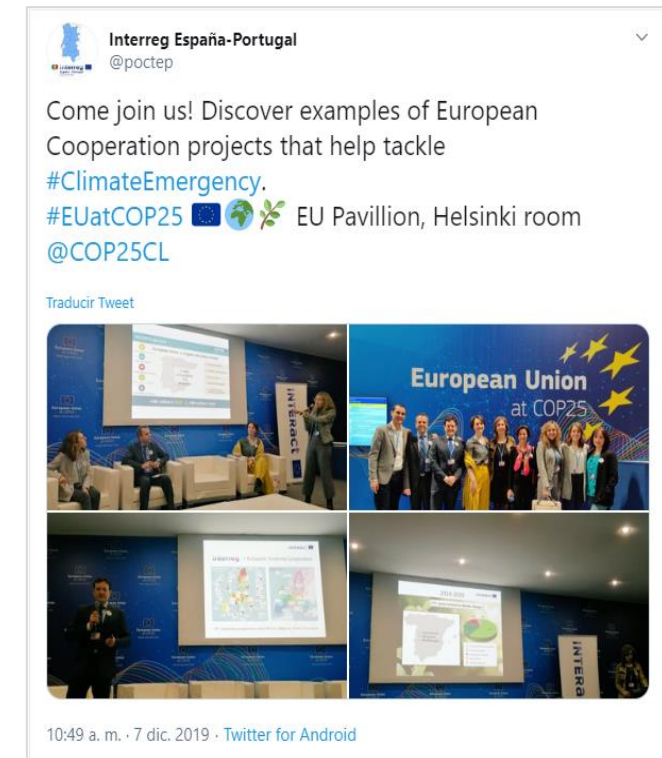 Interreg España-Portugal
@poctep
Come join us! Discover examples of European
Cooperation projects that help tackle
#ClimateEmergency.
#EUatCOP25 EU Pavillion, Helsinki room
@COP25CL
Traducir Tweet
INTERACT
European Union
at COP25
Interreg
2014-2020
INTERA
10:49 a. m. · 7 dic. 2019 · Twitter for Android